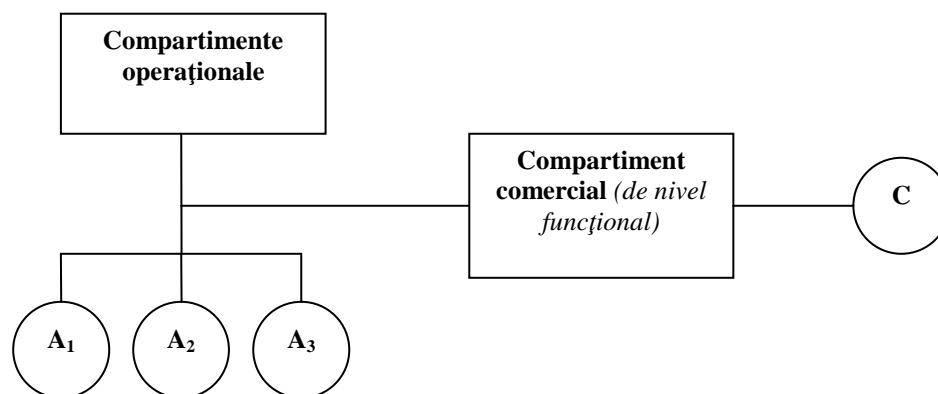 Compartimente
operaţionale
Compartiment
comercial (de nivel
funcţional)
C
A₁
A₂
A₃